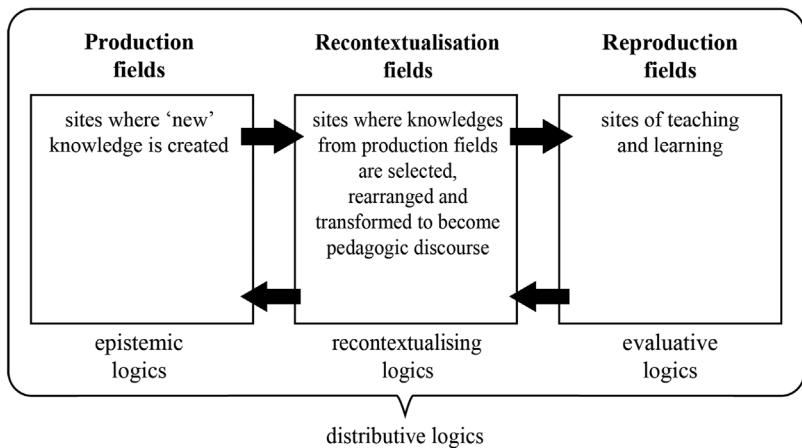 Production
fields
Recontextualisation
fields
Reproduction
fields
sites where ‘new’
knowledge is created
sites where knowledges
from production fields
are selected,
rearranged and
transformed to become
pedagogic discourse
sites of teaching
and learning
epistemic
logics
recontextualising
logics
evaluative
logics
distributive logics